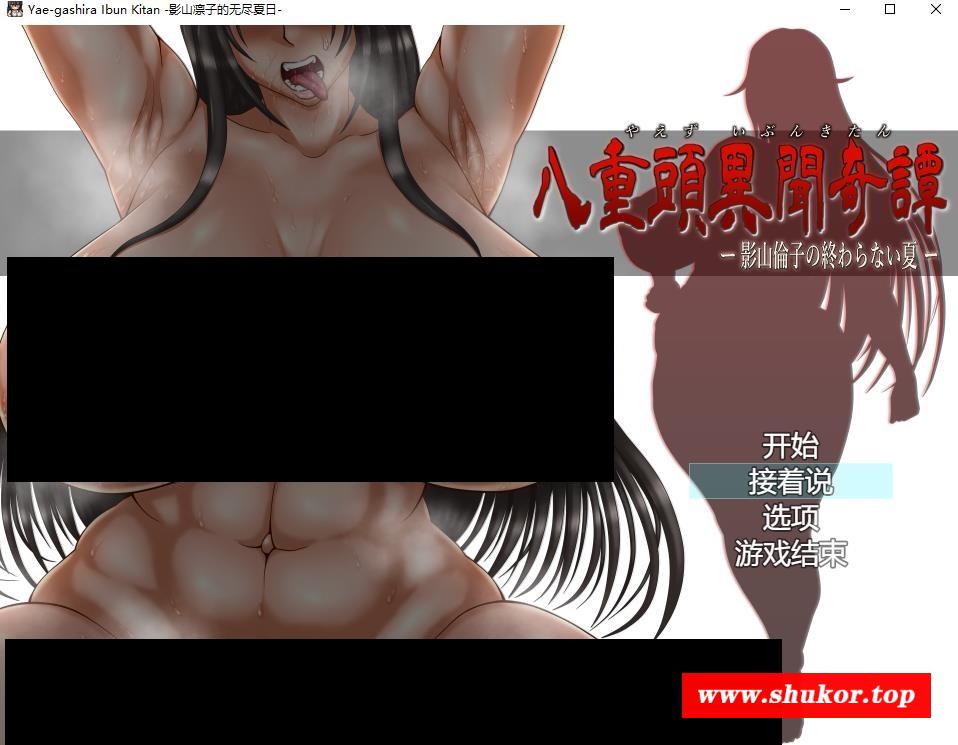 Yae-gashira Ibun Kitan -影山凛子的无尽夏日-
やえず いぶんきたん
八重頭異聞奇譚
ー 影山倫子の終わらない夏 ー
开始
接着说
选项
游戏结束
www.shukor.top